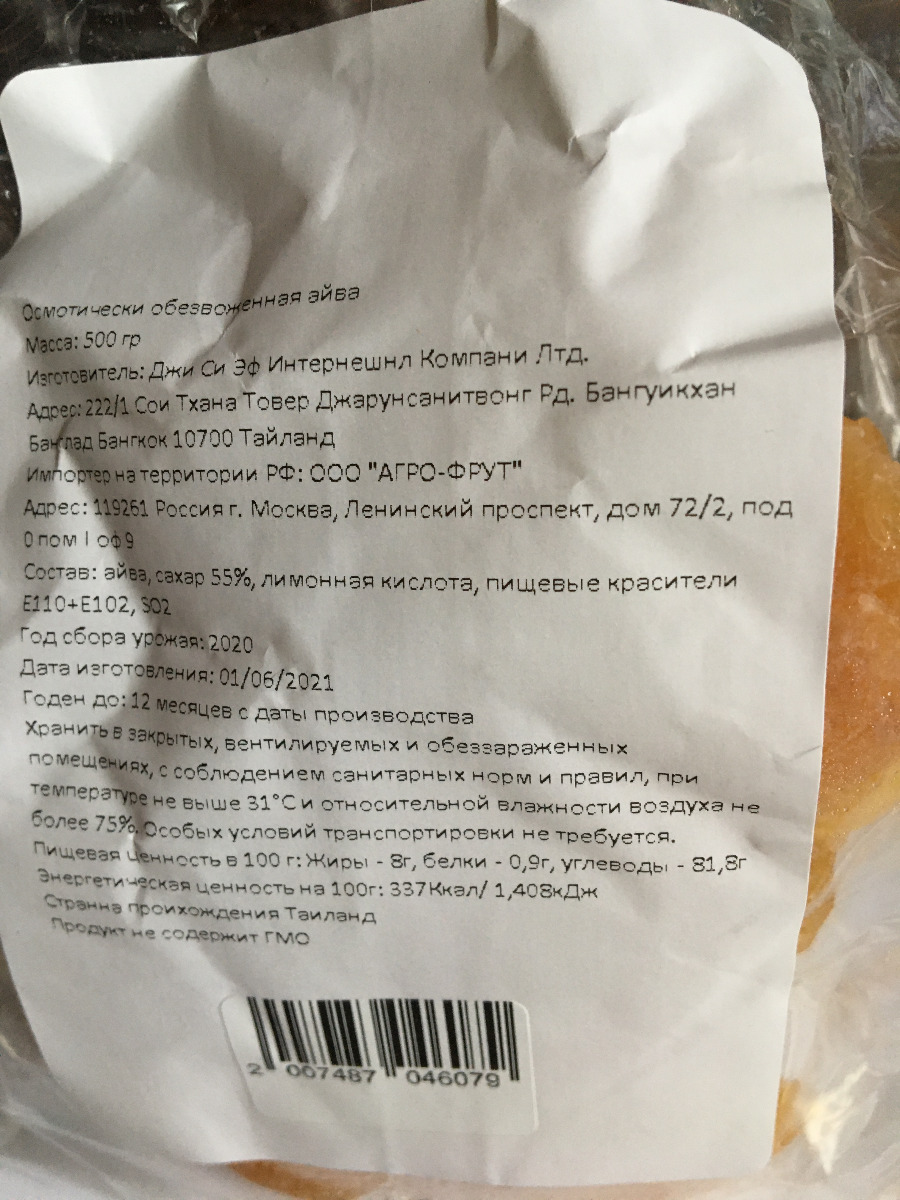 Осмотически обезвоженная айва
Масса: 500 гр
Изготовитель: Джи Си Эф Интернешнл Компани Лтд.
Адрес: 222/1 Сои Тхана Товер Джарунсанитвонг Рд. Бангуикхан
Банглад Бангкок 10700 Тайланд
Импортер на территории РФ: ООО "АГРО-ФРУТ"
Адрес: 119261 Россия г. Москва, Ленинский проспект, дом 72/2, под
0 пом I оф 9
Состав: айва, сахар 55%, лимонная кислота, пищевые красители
E110+E102, SO2
Год сбора урожая: 2020
Дата изготовления: 01/06/2021
Годен до: 12 месяцев с даты производства
Хранить в закрытых, вентилируемых и обеззараженных
помещениях, с соблюдением санитарных норм и правил, при
температуре не выше 31°С и относительной влажности воздуха не
более 75%. Особых условий транспортировки не требуется.
Пищевая ценность в 100 г: Жиры - 8г, белки - 0,9г, углеводы - 81,8г
Энергетическая ценность на 100г: 337Ккал/ 1,408кДж
Странна проихождения Таиланд
Продукт не содержит ГМО
2 007487 046079